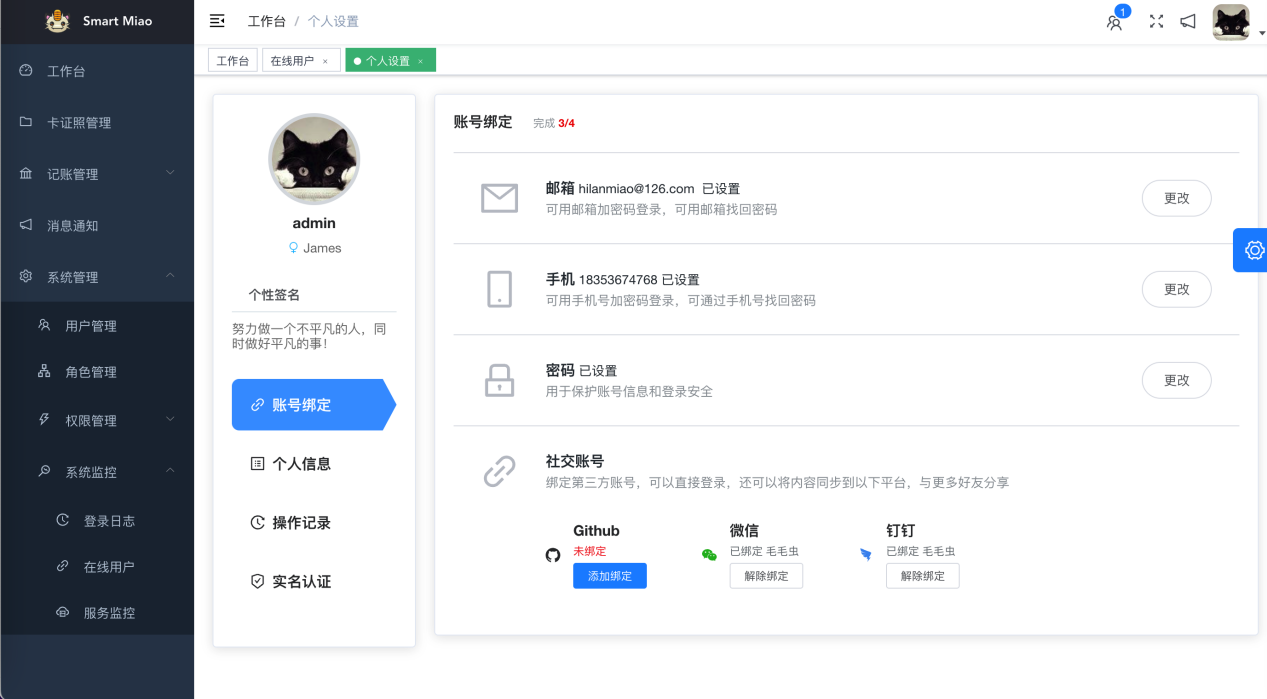 Smart Miao
工作台 / 个人设置
1
工作台
在线用户 ×
个人设置 ×
工作台
卡证照管理
记账管理
消息通知
系统管理
用户管理
角色管理
权限管理
系统监控
登录日志
在线用户
服务监控
admin
James
个性签名
努力做一个不平凡的人，同
时做好平凡的事！
账号绑定
个人信息
操作记录
实名认证
账号绑定 完成 3/4
邮箱 hilanmiao@126.com 已设置
可用邮箱加密码登录，可用邮箱找回密码
更改
手机 18353674768 已设置
可用手机号加密码登录，可通过手机号找回密码
更改
密码 已设置
用于保护账号信息和登录安全
更改
社交账号
绑定第三方账号，可以直接登录，还可以将内容同步到以下平台，与更多好友分享
Github
未绑定
添加绑定
微信
已绑定 毛毛虫
解除绑定
钉钉
已绑定 毛毛虫
解除绑定